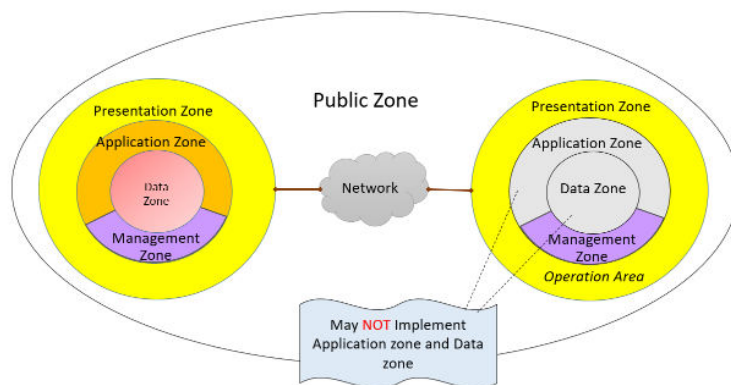 Public Zone
Presentation Zone
Application Zone
Data
Zone
Management
Zone
Network
Presentation Zone
Application Zone
Data Zone
Management
Zone
Operation Area
May NOT Implement
Application zone and Data
zone